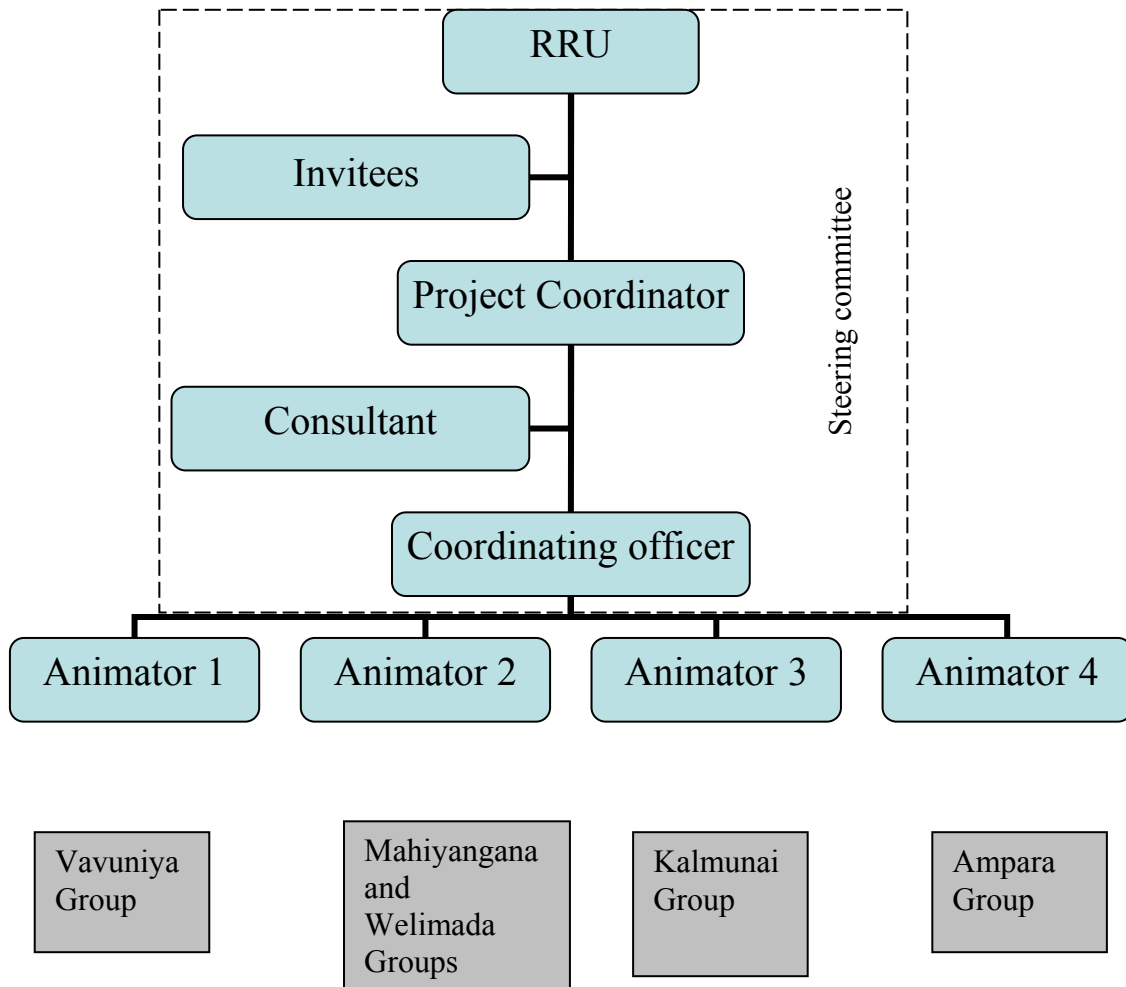 RRU
Invitees
Project Coordinator
Steering committee
Consultant
Coordinating officer
Animator 1
Animator 2
Animator 3
Animator 4
Vavuniya
Group
Mahiyangana
and
Welimada
Groups
Kalmunai
Group
Ampara
Group